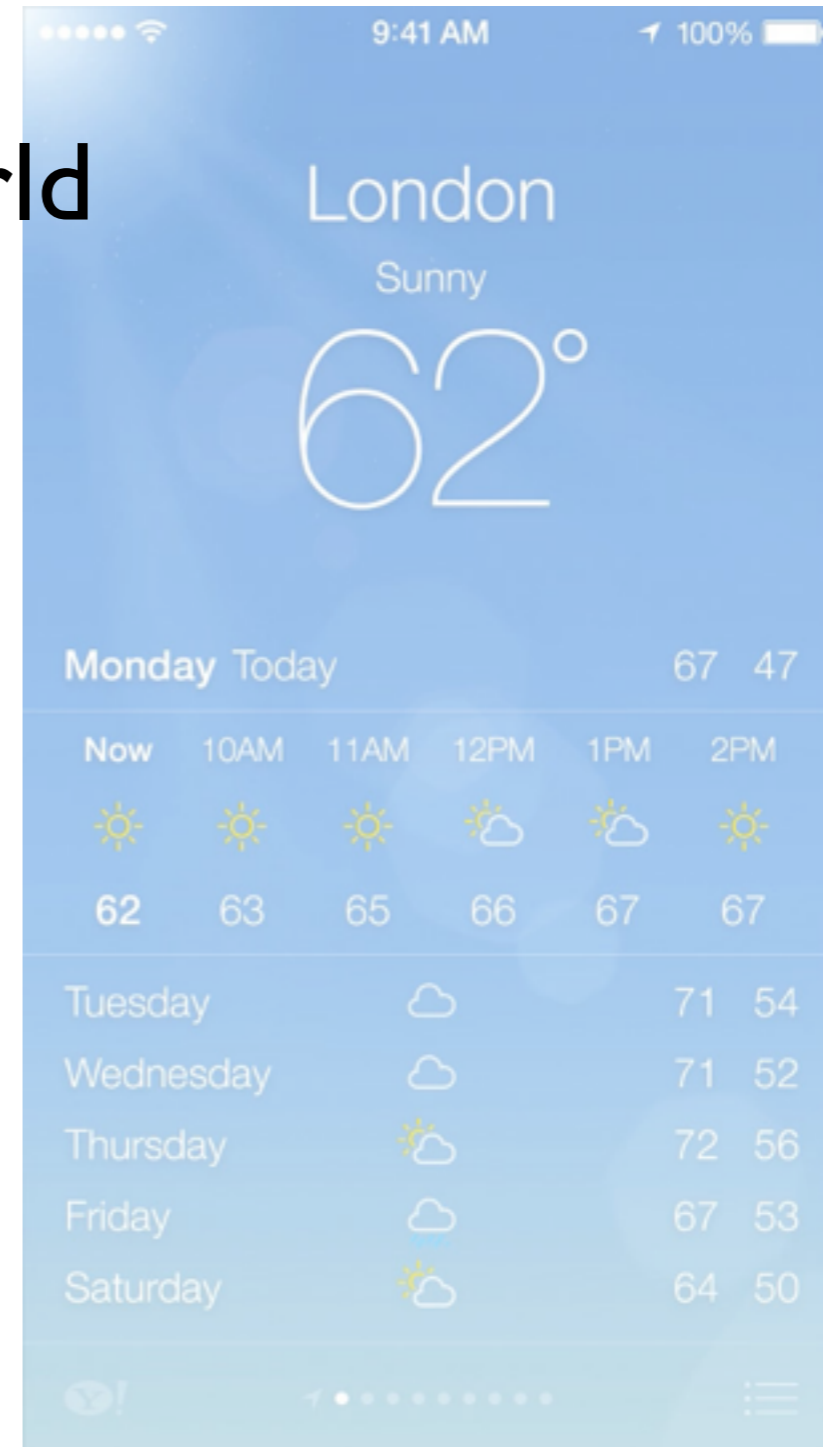 9:41 AM 100%
rld
London
Sunny
62°
Monday Today 67 47
Now 10AM 11AM 12PM 1PM 2PM
62 63 65 66 67 67
Tuesday 71 54
Wednesday 71 52
Thursday 72 56
Friday 67 53
Saturday 64 50
Y!